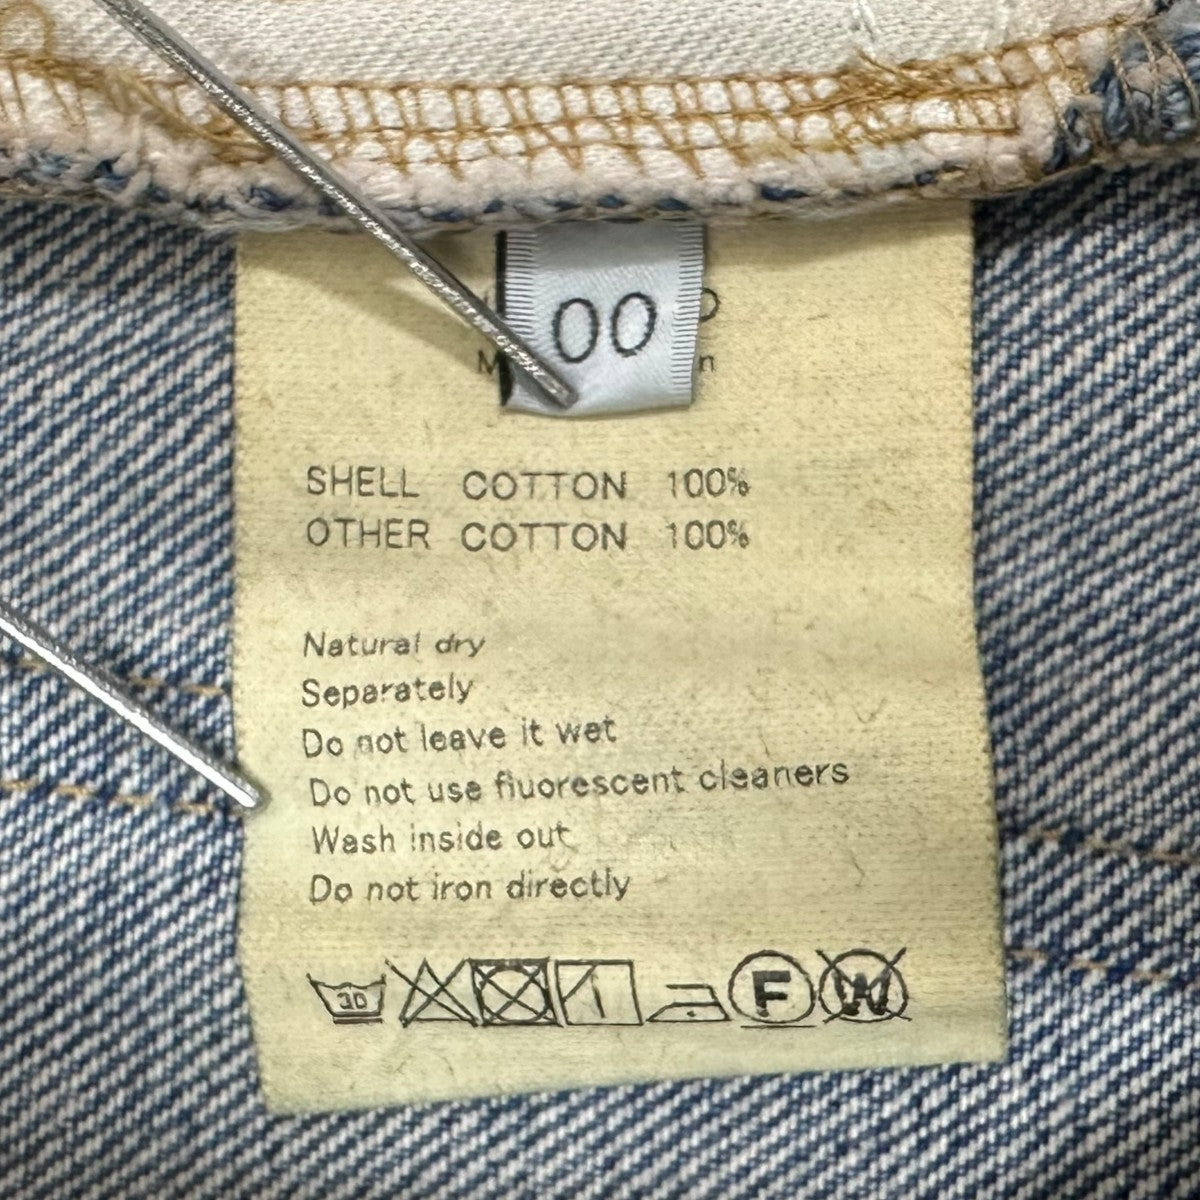 00
SHELL COTTON 100%
OTHER COTTON 100%
Natural dry
Separately
Do not leave it wet
Do not use fluorescent cleaners
Wash inside out
Do not iron directly
30 F W